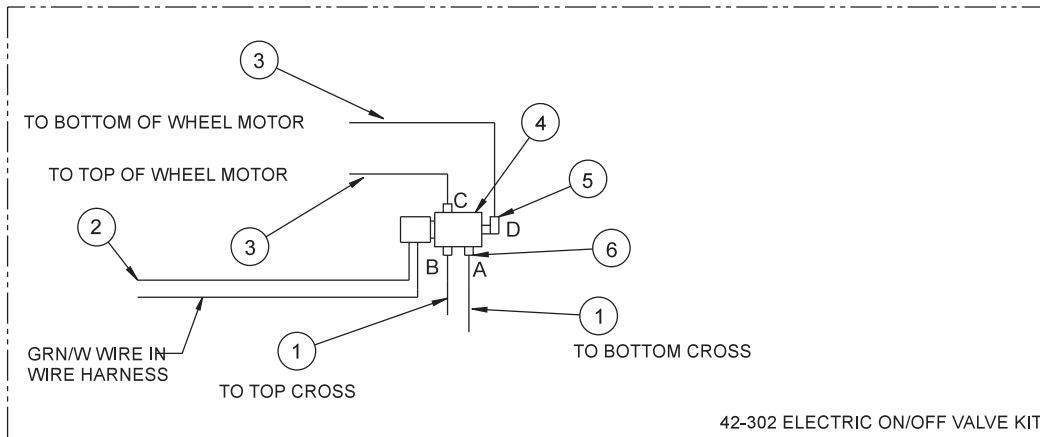 3
TO BOTTOM OF WHEEL MOTOR
4
TO TOP OF WHEEL MOTOR
5
C
D
2
3
6
B
A
1
1
GRN/W WIRE IN
WIRE HARNESS
TO BOTTOM CROSS
TO TOP CROSS
42-302 ELECTRIC ON/OFF VALVE KIT